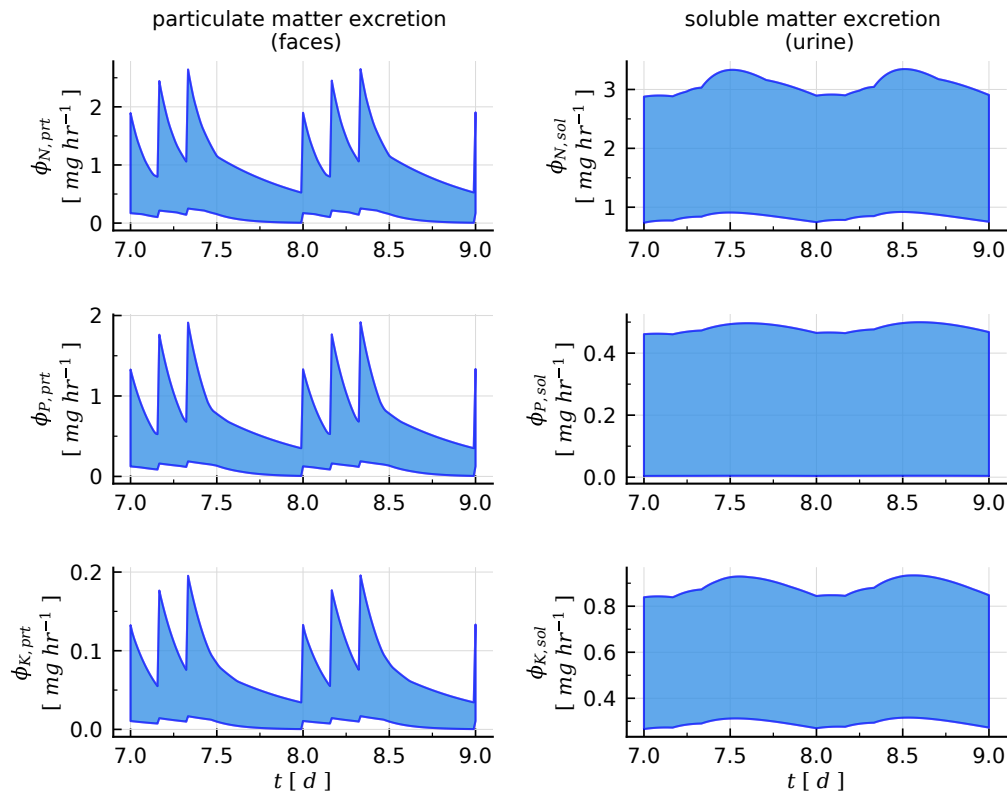 particulate matter excretion
(faces)
soluble matter excretion
(urine)
ϕN,prt
[ mg hr−1 ]
2
1
0
7.0 7.5 8.0 8.5 9.0
ϕN,sol
[ mg hr−1 ]
3
2
1
7.0 7.5 8.0 8.5 9.0
ϕP,prt
[ mg hr−1 ]
2
1
0
7.0 7.5 8.0 8.5 9.0
ϕP,sol
[ mg hr−1 ]
0.4
0.2
0.0
7.0 7.5 8.0 8.5 9.0
ϕK,prt
[ mg hr−1 ]
0.2
0.1
0.0
7.0 7.5 8.0 8.5 9.0
t [ d ]
ϕK,sol
[ mg hr−1 ]
0.8
0.6
0.4
7.0 7.5 8.0 8.5 9.0
t [ d ]